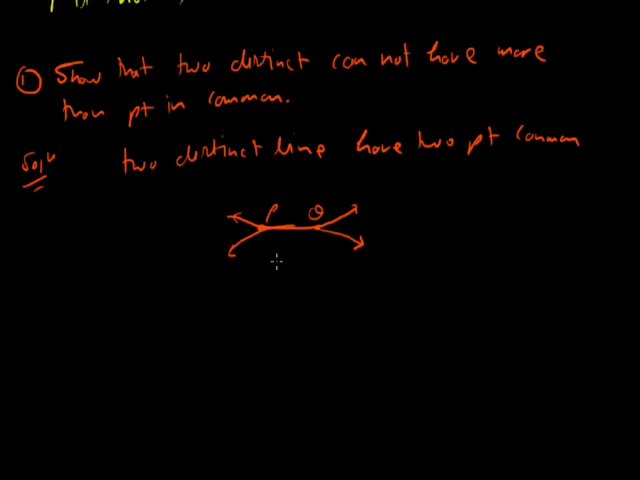 ① Show that two distinct can not have more
than pt in common.
Solⁿ two distinct line have two pt common
P Q